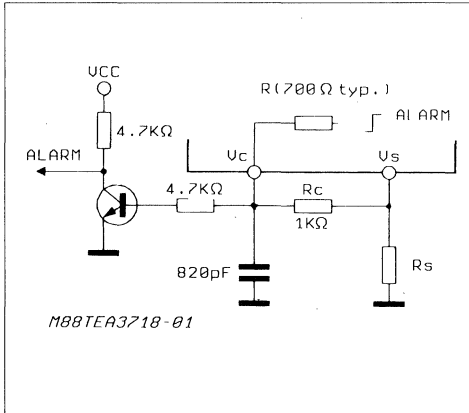 VCC
R(700Ω typ.)
4.7KΩ
ALARM
ALARM
Vc
Vs
4.7KΩ
Rc
1KΩ
820pF
Rs
M88TEA3718-01